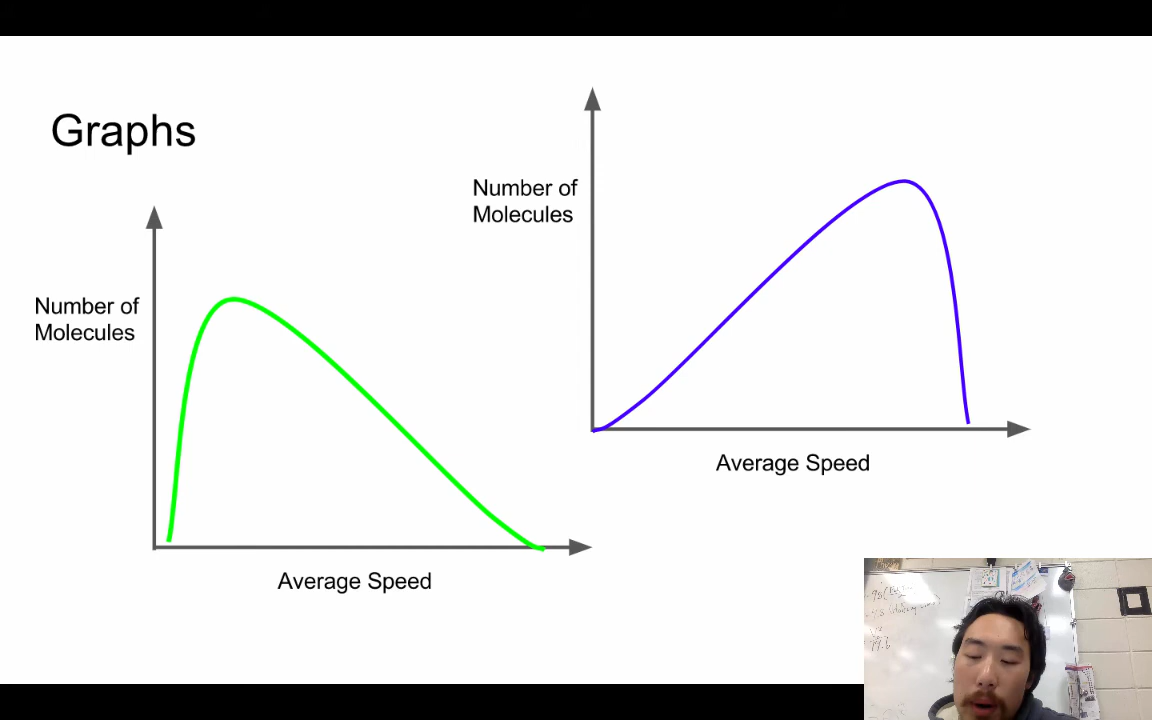 Graphs
Number of
Molecules
Average Speed
Number of
Molecules
Average Speed